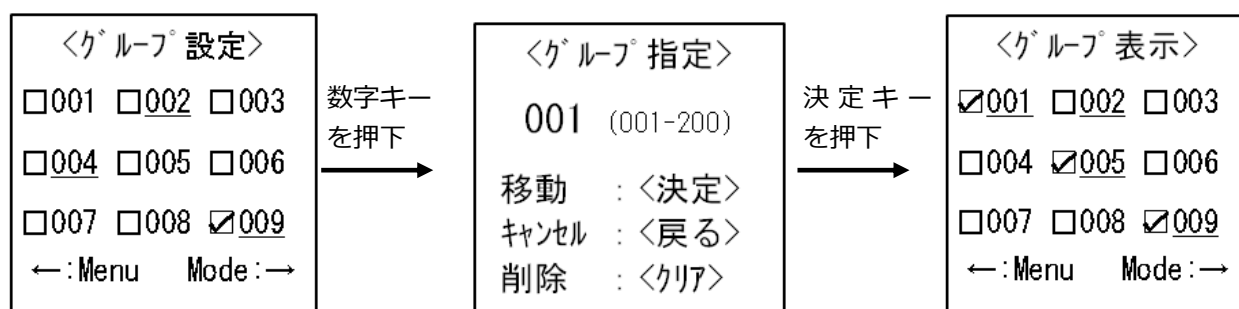 <ｸﾞﾙｰﾌﾟ設定>
□001 □002 □003
□004 □005 □006
□007 □008 ☑009
←:Menu Mode:→
数字キー
を押下
<ｸﾞﾙｰﾌﾟ指定>
001 (001-200)
移動 :<決定>
ｷｬﾝｾﾙ :<戻る>
削除 :<ｸﾘｱ>
決定キー
を押下
<ｸﾞﾙｰﾌﾟ表示>
☑001 □002 □003
□004 ☑005 □006
□007 □008 ☑009
←:Menu Mode:→